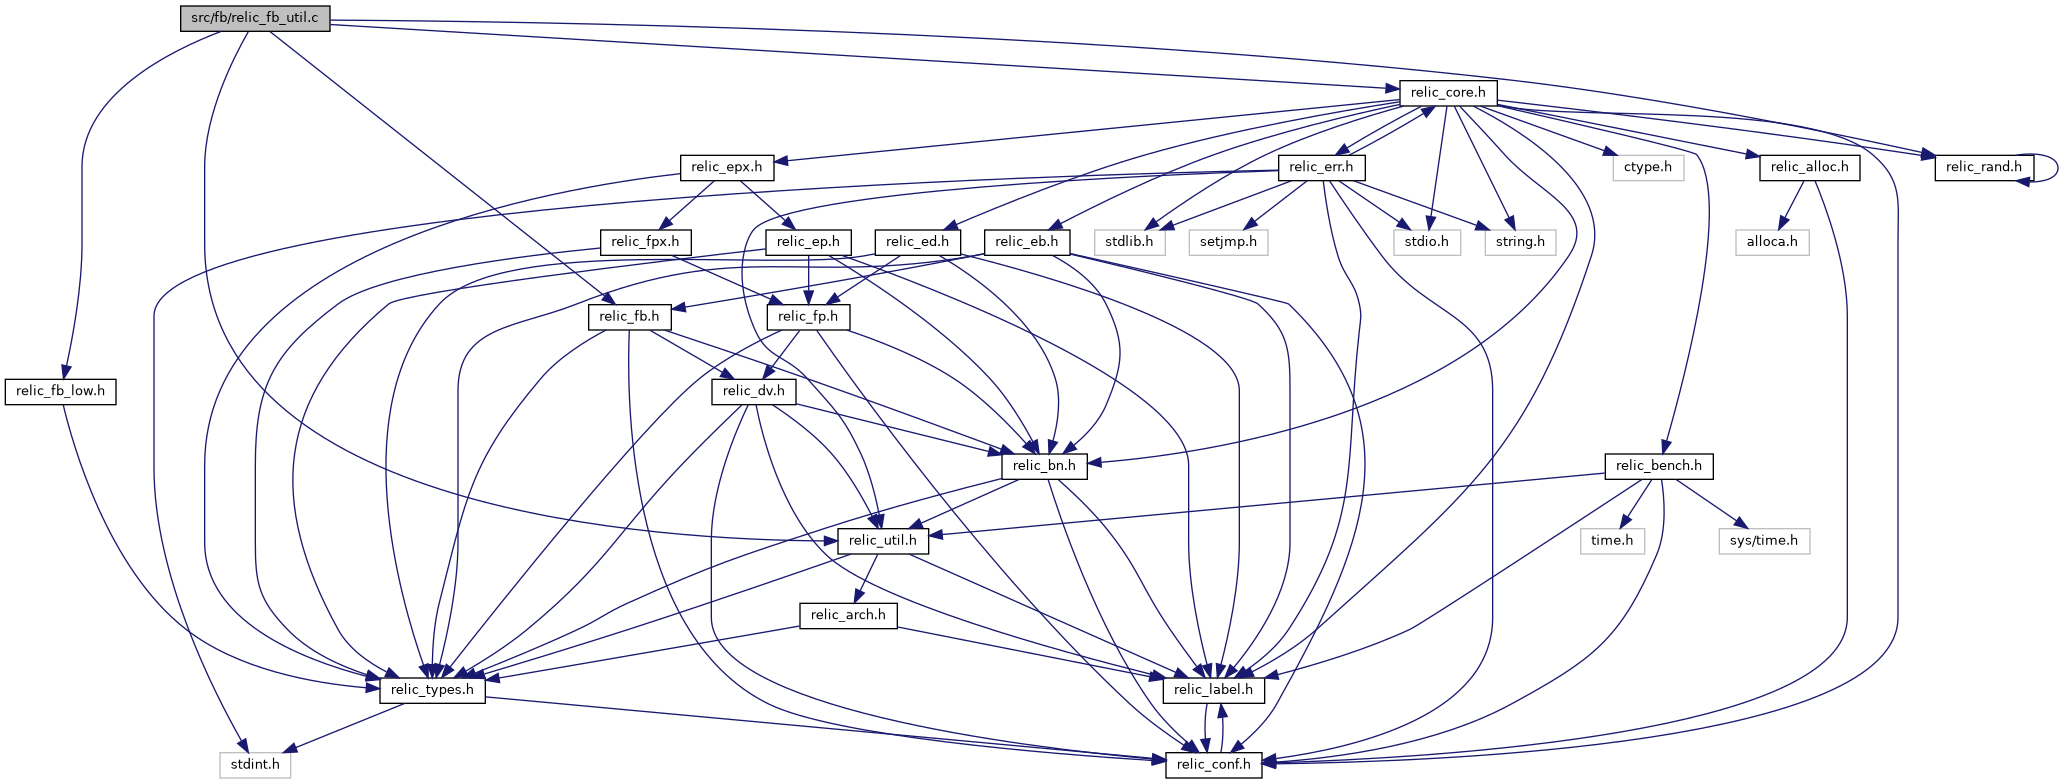 src/fb/relic_fb_util.c
relic_core.h
relic_epx.h
relic_err.h
ctype.h
relic_alloc.h
relic_rand.h
relic_fpx.h
relic_ep.h
relic_ed.h
relic_eb.h
stdlib.h
setjmp.h
stdio.h
string.h
alloca.h
relic_fb.h
relic_fp.h
relic_fb_low.h
relic_dv.h
relic_bn.h
relic_bench.h
relic_util.h
time.h
sys/time.h
relic_arch.h
relic_types.h
relic_label.h
stdint.h
relic_conf.h